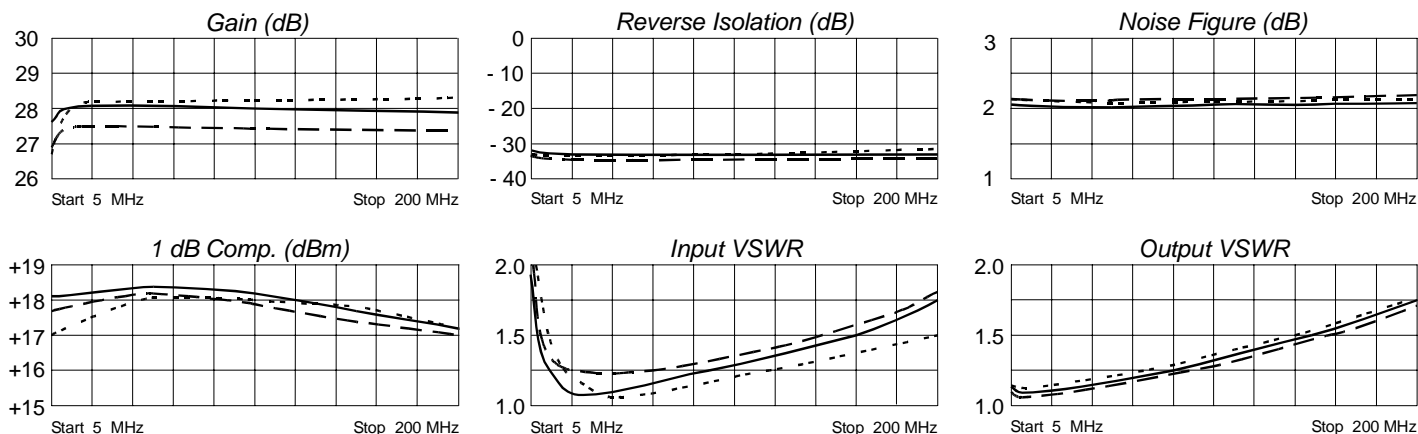 Gain (dB)
30
29
28
27
26
Start 5 MHz
Stop 200 MHz
Reverse Isolation (dB)
0
- 10
- 20
- 30
- 40
Start 5 MHz
Stop 200 MHz
Noise Figure (dB)
3
2
1
Start 5 MHz
Stop 200 MHz
1 dB Comp. (dBm)
+19
+18
+17
+16
+15
Start 5 MHz
Stop 200 MHz
Input VSWR
2.0
1.5
1.0
Start 5 MHz
Stop 200 MHz
Output VSWR
2.0
1.5
1.0
Start 5 MHz
Stop 200 MHz